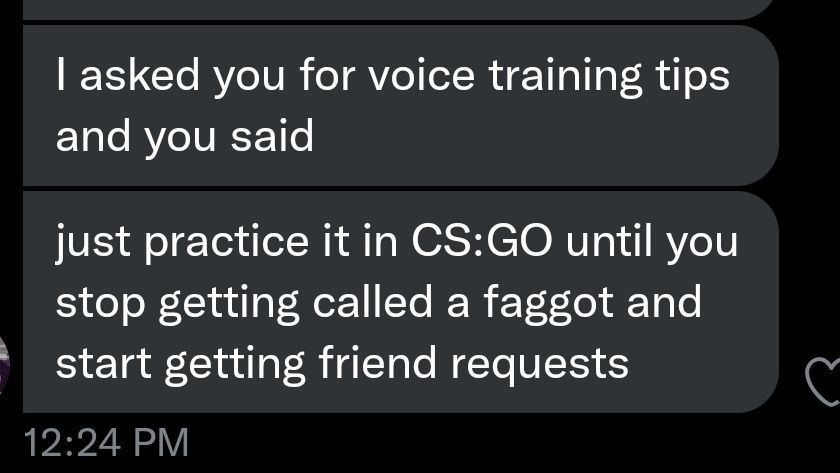 I asked you for voice training tips
and you said
just practice it in CS:GO until you
stop getting called a faggot and
start getting friend requests
12:24 PM